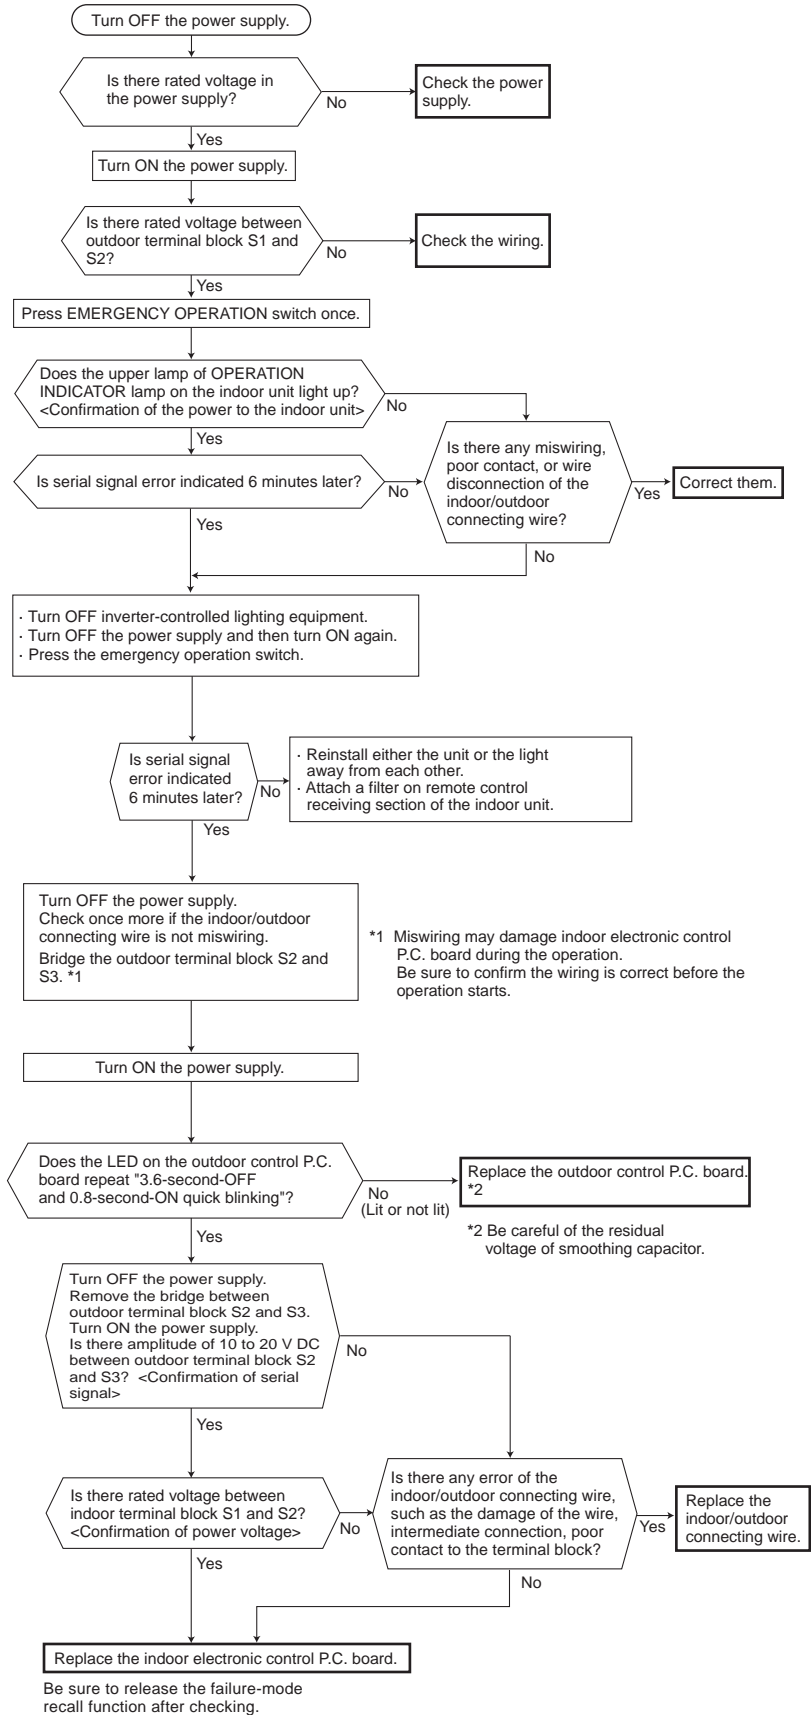 Turn OFF the power supply.
Is there rated voltage in
the power supply?
No
Check the power
supply.
Yes
Turn ON the power supply.
Is there rated voltage between
outdoor terminal block S1 and
S2?
No
Check the wiring.
Yes
Press EMERGENCY OPERATION switch once.
Does the upper lamp of OPERATION
INDICATOR lamp on the indoor unit light up?
<Confirmation of the power to the indoor unit>
No
Yes
Is serial signal error indicated 6 minutes later?
No
Yes
Is there any miswiring,
poor contact, or wire
disconnection of the
indoor/outdoor
connecting wire?
Yes
Correct them.
No
· Turn OFF inverter-controlled lighting equipment.
· Turn OFF the power supply and then turn ON again.
· Press the emergency operation switch.
Is serial signal
error indicated
6 minutes later?
No
· Reinstall either the unit or the light
away from each other.
· Attach a filter on remote control
receiving section of the indoor unit.
Yes
Turn OFF the power supply.
Check once more if the indoor/outdoor
connecting wire is not miswiring.
Bridge the outdoor terminal block S2 and
S3. *1
*1 Miswiring may damage indoor electronic control
P.C. board during the operation.
Be sure to confirm the wiring is correct before the
operation starts.
Turn ON the power supply.
Does the LED on the outdoor control P.C.
board repeat "3.6-second-OFF
and 0.8-second-ON quick blinking"?
No
(Lit or not lit)
Replace the outdoor control P.C. board.
*2
*2 Be careful of the residual
voltage of smoothing capacitor.
Yes
Turn OFF the power supply.
Remove the bridge between
outdoor terminal block S2 and S3.
Turn ON the power supply.
Is there amplitude of 10 to 20 V DC
between outdoor terminal block S2
and S3? <Confirmation of serial
signal>
No
Yes
Is there rated voltage between
indoor terminal block S1 and S2?
<Confirmation of power voltage>
No
Yes
Is there any error of the
indoor/outdoor connecting wire,
such as the damage of the wire,
intermediate connection, poor
contact to the terminal block?
Yes
Replace the
indoor/outdoor
connecting wire.
No
Replace the indoor electronic control P.C. board.
Be sure to release the failure-mode
recall function after checking.